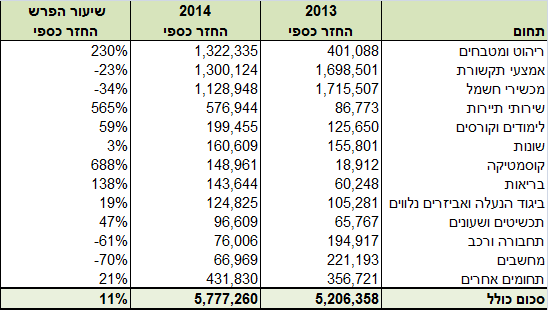 תחום 2013 החזר כספי 2014 החזר כספי שיעור הפרש החזר כספי
ריהוט ומטבחים 401,088 1,322,335 230%
אמצעי תקשורת 1,698,501 1,300,124 -23%
מכשירי חשמל 1,715,507 1,128,948 -34%
שירותי תיירות 86,773 576,944 565%
לימודים וקורסים 125,650 199,455 59%
שונות 155,801 160,609 3%
קוסמטיקה 18,912 148,961 688%
בריאות 60,248 143,644 138%
ביגוד הנעלה ואביזרים נלווים 105,281 124,825 19%
תכשיטים ושעונים 65,767 96,609 47%
תחבורה ורכב 194,917 76,006 -61%
מחשבים 221,193 66,969 -70%
תחומים אחרים 356,721 431,830 21%
סכום כולל 5,206,358 5,777,260 11%